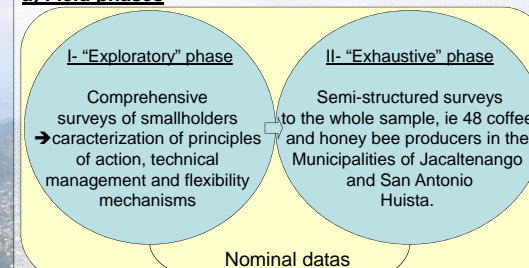 a) Field phases
I- “Exploratory” phase
Comprehensive
surveys of smallholders
➔caracterization of principles
of action, technical
management and flexibility
mechanisms
II- “Exhaustive” phase
Semi-structured surveys
to the whole sample, ie 48 coffee
and honey bee producers in the
Municipalities of Jacaltenango
and San Antonio
Huista.
Nominal datas